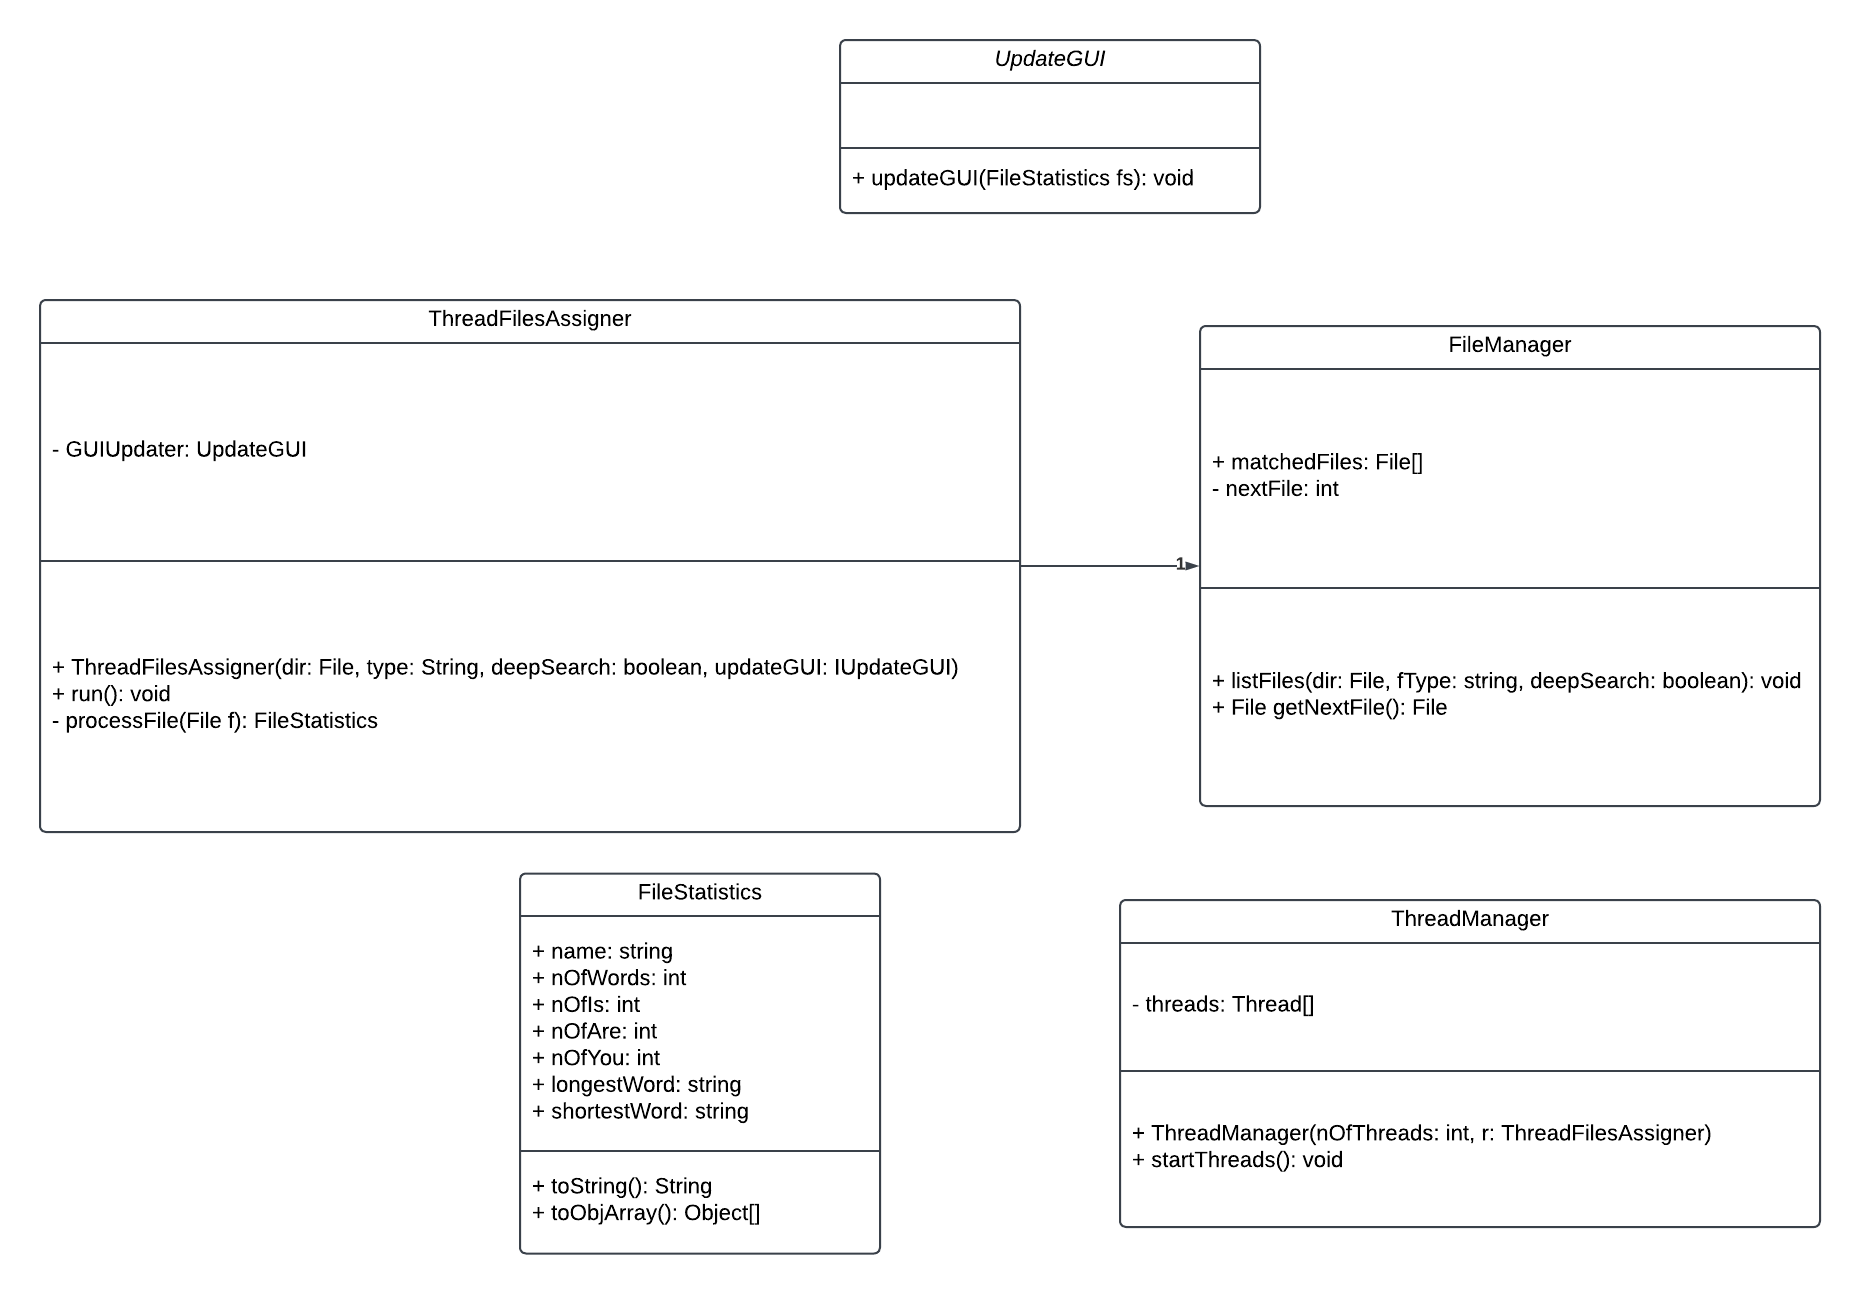 UpdateGUI
+ updateGUI(FileStatistics fs): void
ThreadFilesAssigner
- GUIUpdater: UpdateGUI
+ ThreadFilesAssigner(dir: File, type: String, deepSearch: boolean, updateGUI: IUpdateGUI)
+ run(): void
- processFile(File f): FileStatistics
1
FileManager
+ matchedFiles: File[]
- nextFile: int
+ listFiles(dir: File, fType: string, deepSearch: boolean): void
+ File getNextFile(): File
FileStatistics
+ name: string
+ nOfWords: int
+ nOfIs: int
+ nOfAre: int
+ nOfYou: int
+ longestWord: string
+ shortestWord: string
+ toString(): String
+ toObjArray(): Object[]
ThreadManager
- threads: Thread[]
+ ThreadManager(nOfThreads: int, r: ThreadFilesAssigner)
+ startThreads(): void